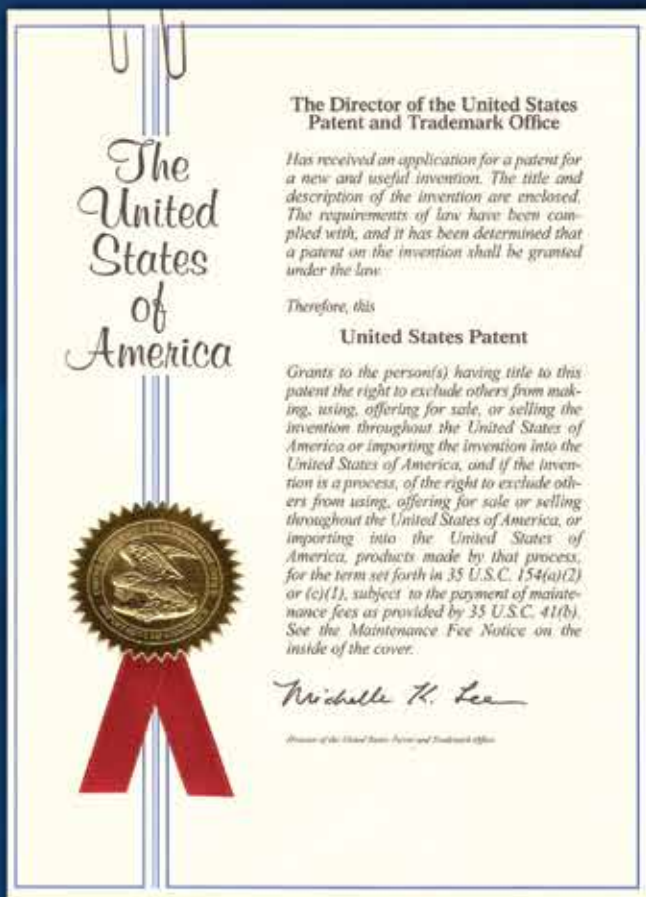 The
United
States
of
America
The Director of the United States
Patent and Trademark Office
Has received an application for a patent for
a new and useful invention. The title and
description of the invention are enclosed.
The requirements of law have been com-
plied with, and it has been determined that
a patent on the invention shall be granted
under the law.
Therefore, this
United States Patent
Grants to the person(s) having title to this
patent the right to exclude others from mak-
ing, using, offering for sale, or selling the
invention throughout the United States of
America or importing the invention into the
United States of America, and if the inven-
tion is a process, of the right to exclude oth-
ers from using, offering for sale or selling
throughout the United States of America, or
importing into the United States of
America, products made by that process,
for the term set forth in 35 U.S.C. 154(a)(2)
or (c)(1), subject to the payment of mainte-
nance fees as provided by 35 U.S.C. 41(b).
See the Maintenance Fee Notice on the
inside of the cover.
Michelle K. Lee
Director of the United States Patent and Trademark Office